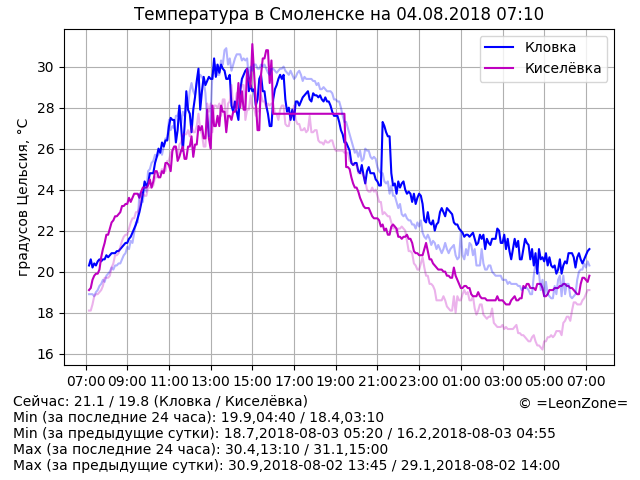 Температура в Смоленске на 04.08.2018 07:10
Кловка
Киселёвка
градусов Цельсия, °C
30
28
26
24
22
20
18
16
07:00 09:00 11:00 13:00 15:00 17:00 19:00 21:00 23:00 01:00 03:00 05:00 07:00
Сейчас: 21.1 / 19.8 (Кловка / Киселёвка)
© =LeonZone=
Min (за последние 24 часа): 19.9,04:40 / 18.4,03:10
Min (за предыдущие сутки): 18.7,2018-08-03 05:20 / 16.2,2018-08-03 04:55
Max (за последние 24 часа): 30.4,13:10 / 31.1,15:00
Max (за предыдущие сутки): 30.9,2018-08-02 13:45 / 29.1,2018-08-02 14:00